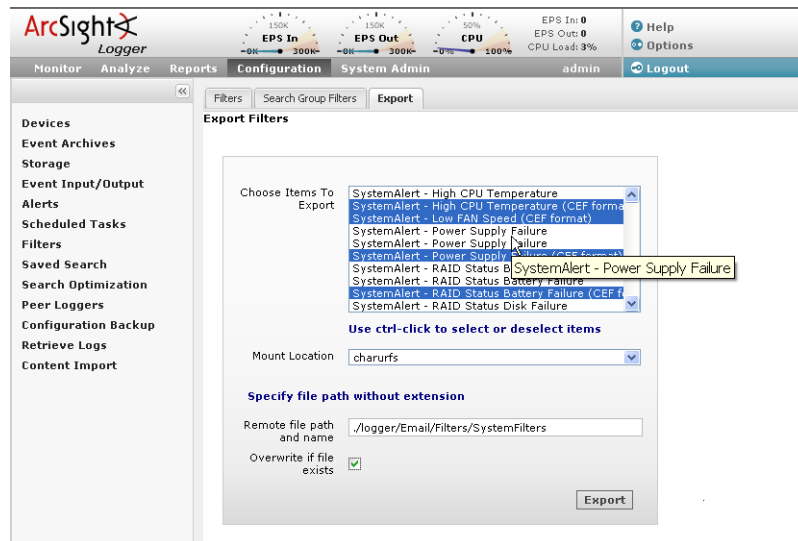 ArcSight
Logger
150K
EPS In
-0K 300K-
150K
EPS Out
-0K 300K-
50%
CPU
-0% 100%
EPS In: 0
EPS Out: 0
CPU Load: 3%
Help
Options
Monitor Analyze Reports Configuration System Admin admin Logout
Filters Search Group Filters Export
Export Filters
Devices
Event Archives
Storage
Event Input/Output
Alerts
Scheduled Tasks
Filters
Saved Search
Search Optimization
Peer Loggers
Configuration Backup
Retrieve Logs
Content Import
Choose Items To
Export
SystemAlert - High CPU Temperature
SystemAlert - High CPU Temperature (CEF forma
SystemAlert - Low FAN Speed (CEF format)
SystemAlert - Power Supply Failure
SystemAlert - Power Supply Failure
SystemAlert - Power Supply Failure (CEF format)
SystemAlert - RAID Status B
SystemAlert - Power Supply Failure
SystemAlert - RAID Status Battery Failure
SystemAlert - RAID Status Battery Failure (CEF f
SystemAlert - RAID Status Disk Failure
Use ctrl-click to select or deselect items
Mount Location
charurfs
Specify file path without extension
Remote file path
and name
./logger/Email/Filters/SystemFilters
Overwrite if file
exists
Export